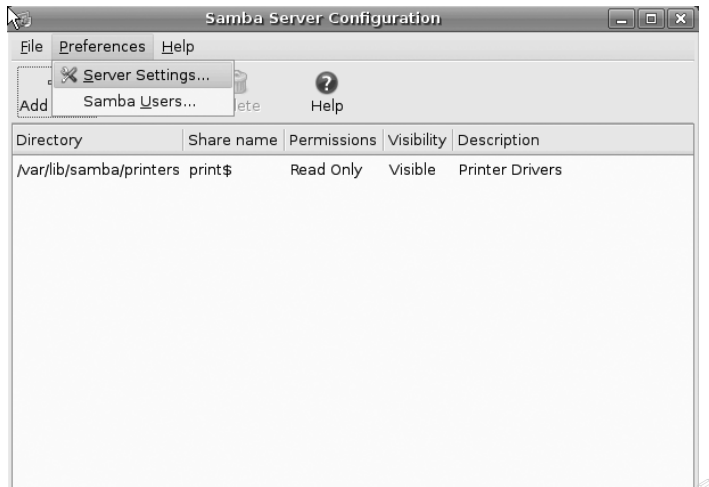 Samba Server Configuration
File Preferences Help
Server Settings...
Samba Users...
Add ete Help
Directory Share name Permissions Visibility Description
/var/lib/samba/printers print$ Read Only Visible Printer Drivers